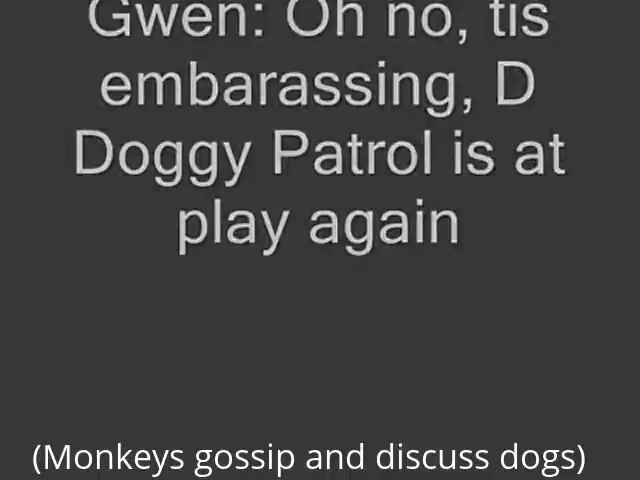 Gwen: Oh no, tis
embarassing, D
Doggy Patrol is at
play again
(Monkeys gossip and discuss dogs)